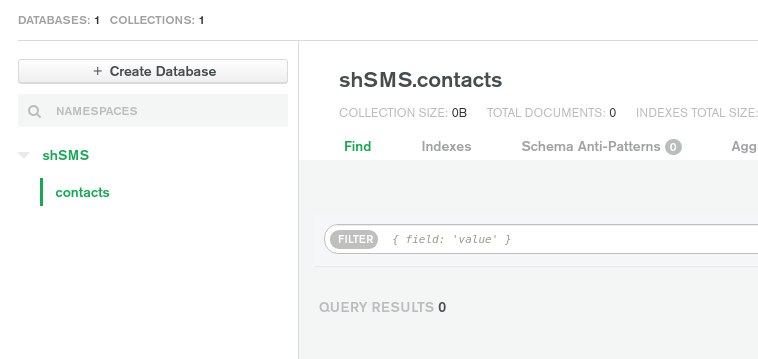 DATABASES: 1 COLLECTIONS: 1
+ Create Database
NAMESPACES
shSMS
contacts
shSMS.contacts
COLLECTION SIZE: 0B TOTAL DOCUMENTS: 0 INDEXES TOTAL SIZE:
Find Indexes Schema Anti-Patterns 0 Agg
FILTER { field: 'value' }
QUERY RESULTS 0